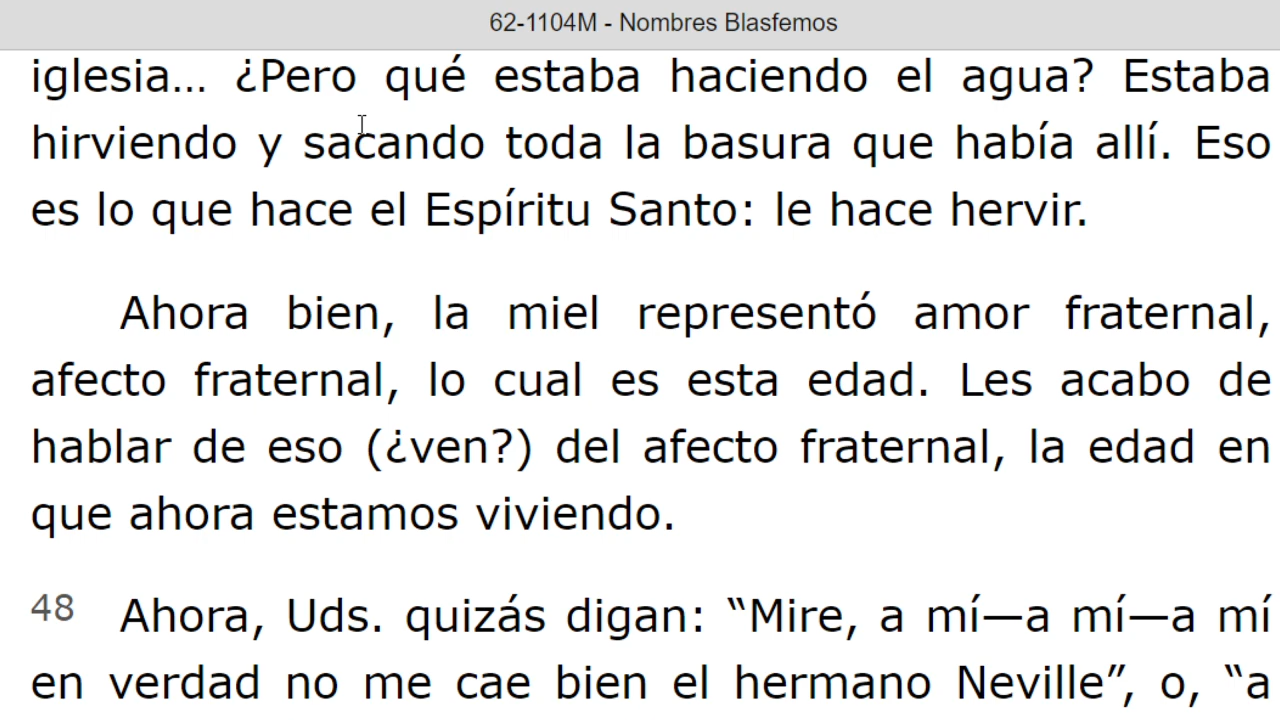 62-1104M - Nombres Blasfemos
iglesia... ¿Pero qué estaba haciendo el agua? Estaba
hirviendo y sacando toda la basura que había allí. Eso
es lo que hace el Espíritu Santo: le hace hervir.
Ahora bien, la miel representó amor fraternal,
afecto fraternal, lo cual es esta edad. Les acabo de
hablar de eso (¿ven?) del afecto fraternal, la edad en
que ahora estamos viviendo.
48 Ahora, Uds. quizás digan: “Mire, a mí—a mí—a mí
en verdad no me cae bien el hermano Neville”, o, “a